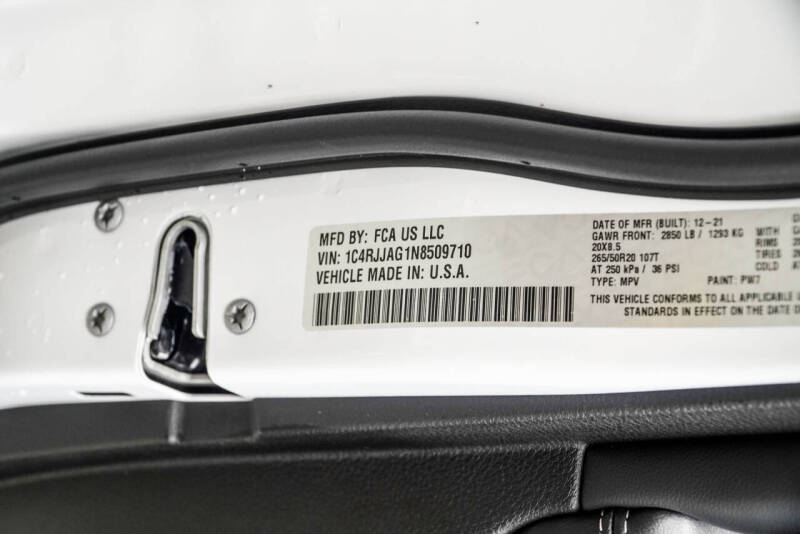 MFD BY: FCA US LLC
VIN: 1C4RJJAG1N8509710
VEHICLE MADE IN: U.S.A.
DATE OF MFR (BUILT): 12-21
GAWR FRONT: 2850 LB / 1293 KG WITH
20X8.5 RIMS
265/50R20 107T TIRES
AT 250 kPa / 36 PSI COLD
TYPE: MPV PAINT: PW7
THIS VEHICLE CONFORMS TO ALL APPLICABLE
STANDARDS IN EFFECT ON THE DATE